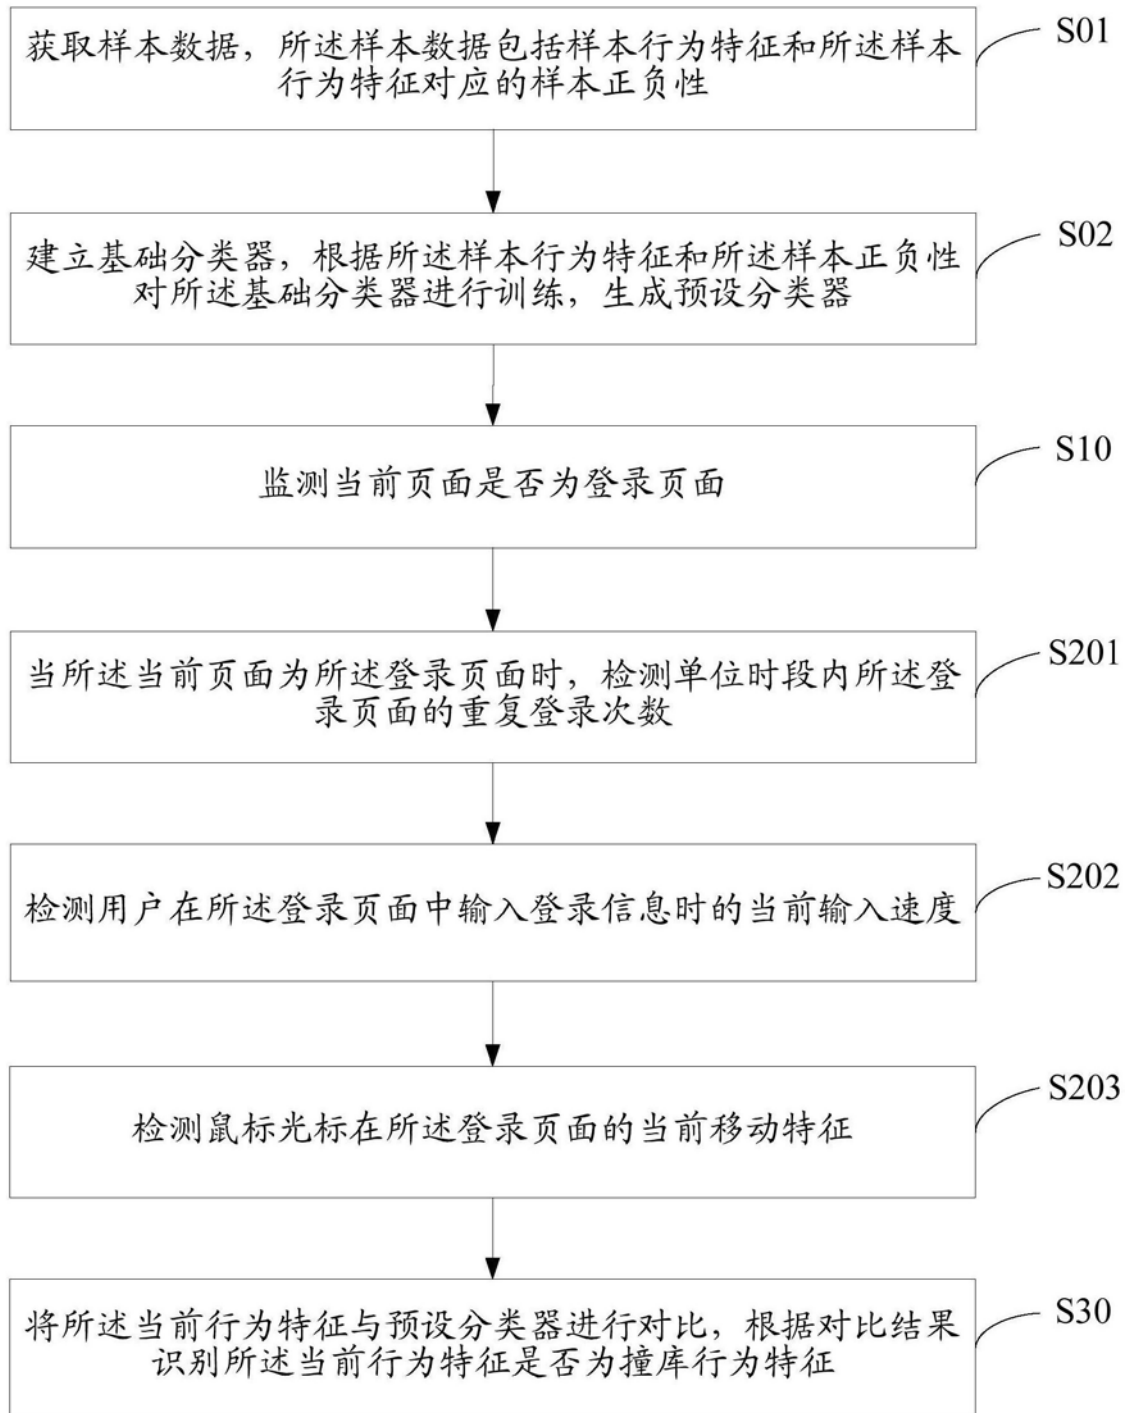 获取样本数据，所述样本数据包括样本行为特征和所述样本
行为特征对应的样本正负性
S01
建立基础分类器，根据所述样本行为特征和所述样本正负性
对所述基础分类器进行训练，生成预设分类器
S02
监测当前页面是否为登录页面
S10
当所述当前页面为所述登录页面时，检测单位时段内所述登
录页面的重复登录次数
S201
检测用户在所述登录页面中输入登录信息时的当前输入速度
S202
检测鼠标光标在所述登录页面的当前移动特征
S203
将所述当前行为特征与预设分类器进行对比，根据对比结果
识别所述当前行为特征是否为撞库行为特征
S30